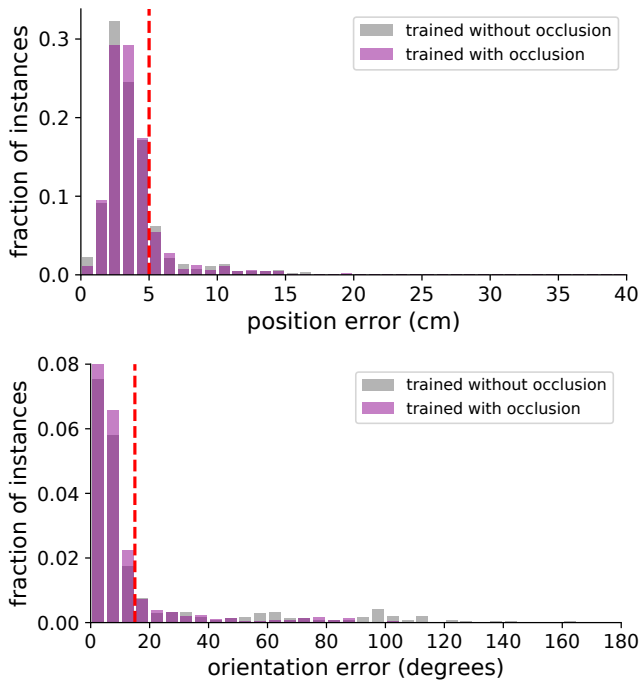 fraction of instances
0.3
0.2
0.1
0.0
trained without occlusion
trained with occlusion
0 5 10 15 20 25 30 35 40
position error (cm)
fraction of instances
0.08
0.06
0.04
0.02
0.00
trained without occlusion
trained with occlusion
0 20 40 60 80 100 120 140 160 180
orientation error (degrees)